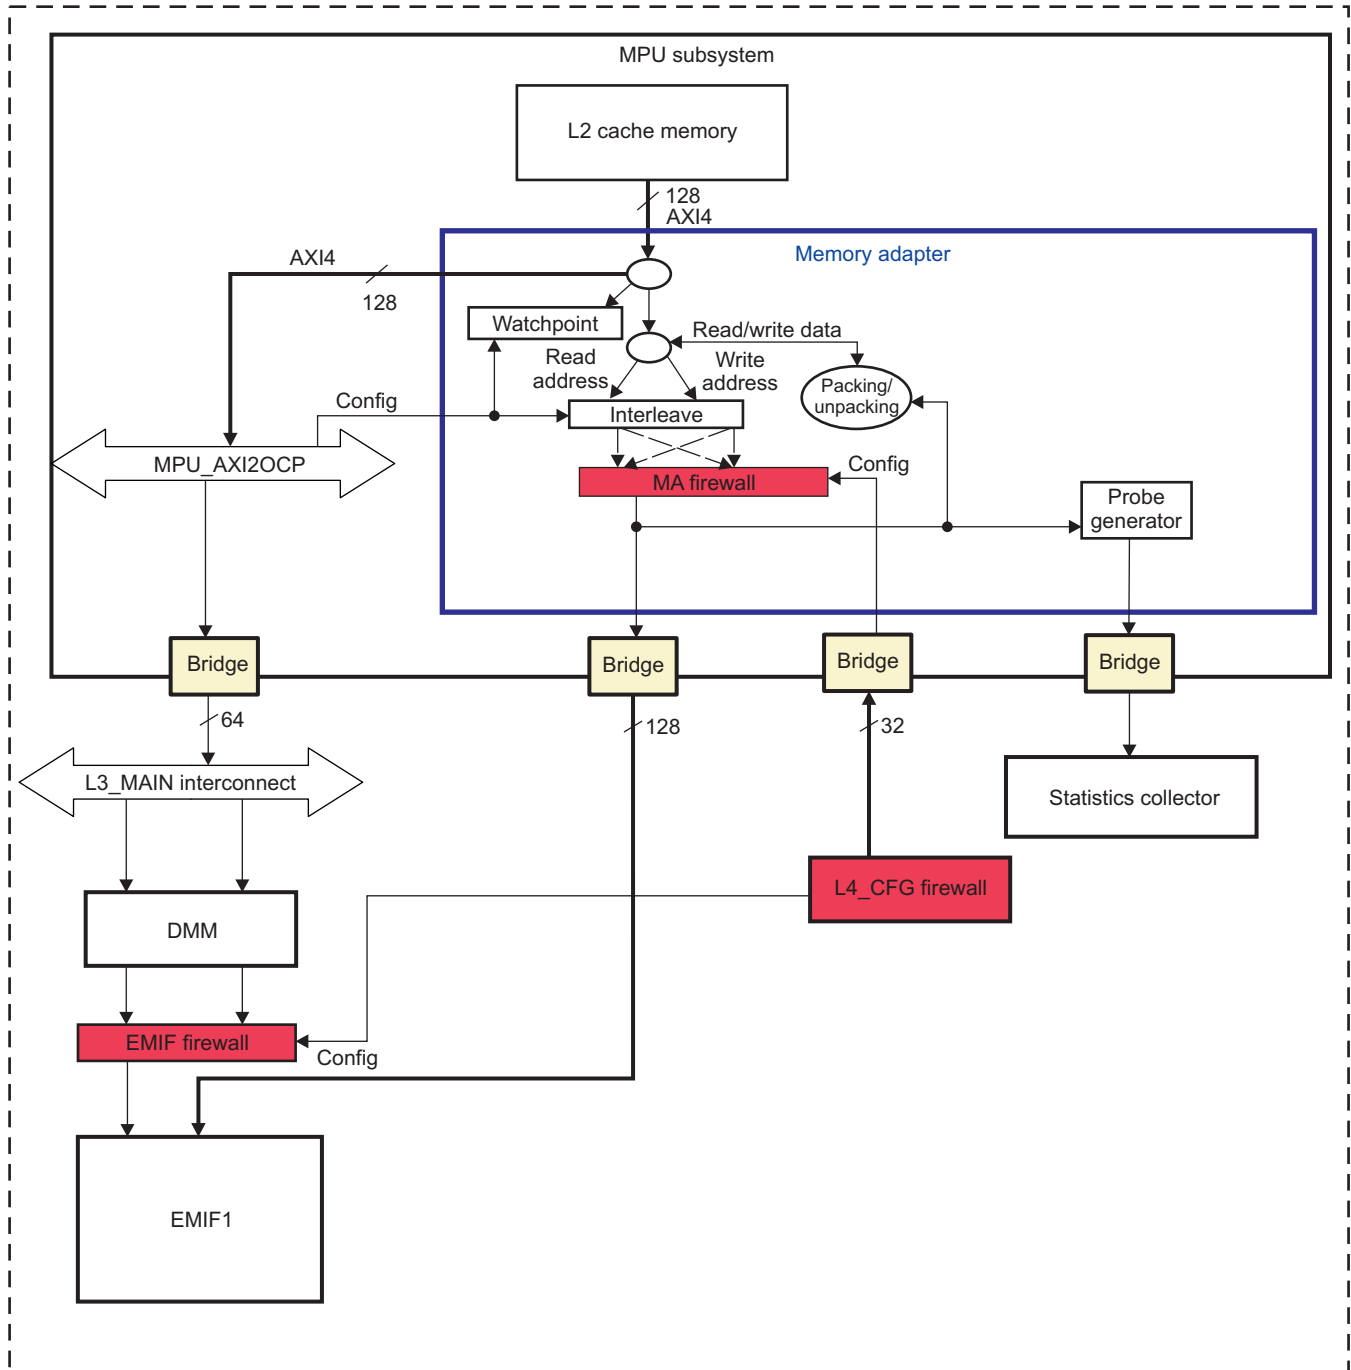 MPU subsystem
L2 cache memory
128
AXI4
Memory adapter
AXI4
128
Watchpoint
Read/write data
Read
address
Write
address
Packing/
unpacking
Config
Interleave
MPU_AXI2OCP
MA firewall
Config
Probe
generator
Bridge
Bridge
Bridge
Bridge
64
128
32
L3_MAIN interconnect
Statistics collector
L4_CFG firewall
DMM
EMIF firewall
Config
EMIF1